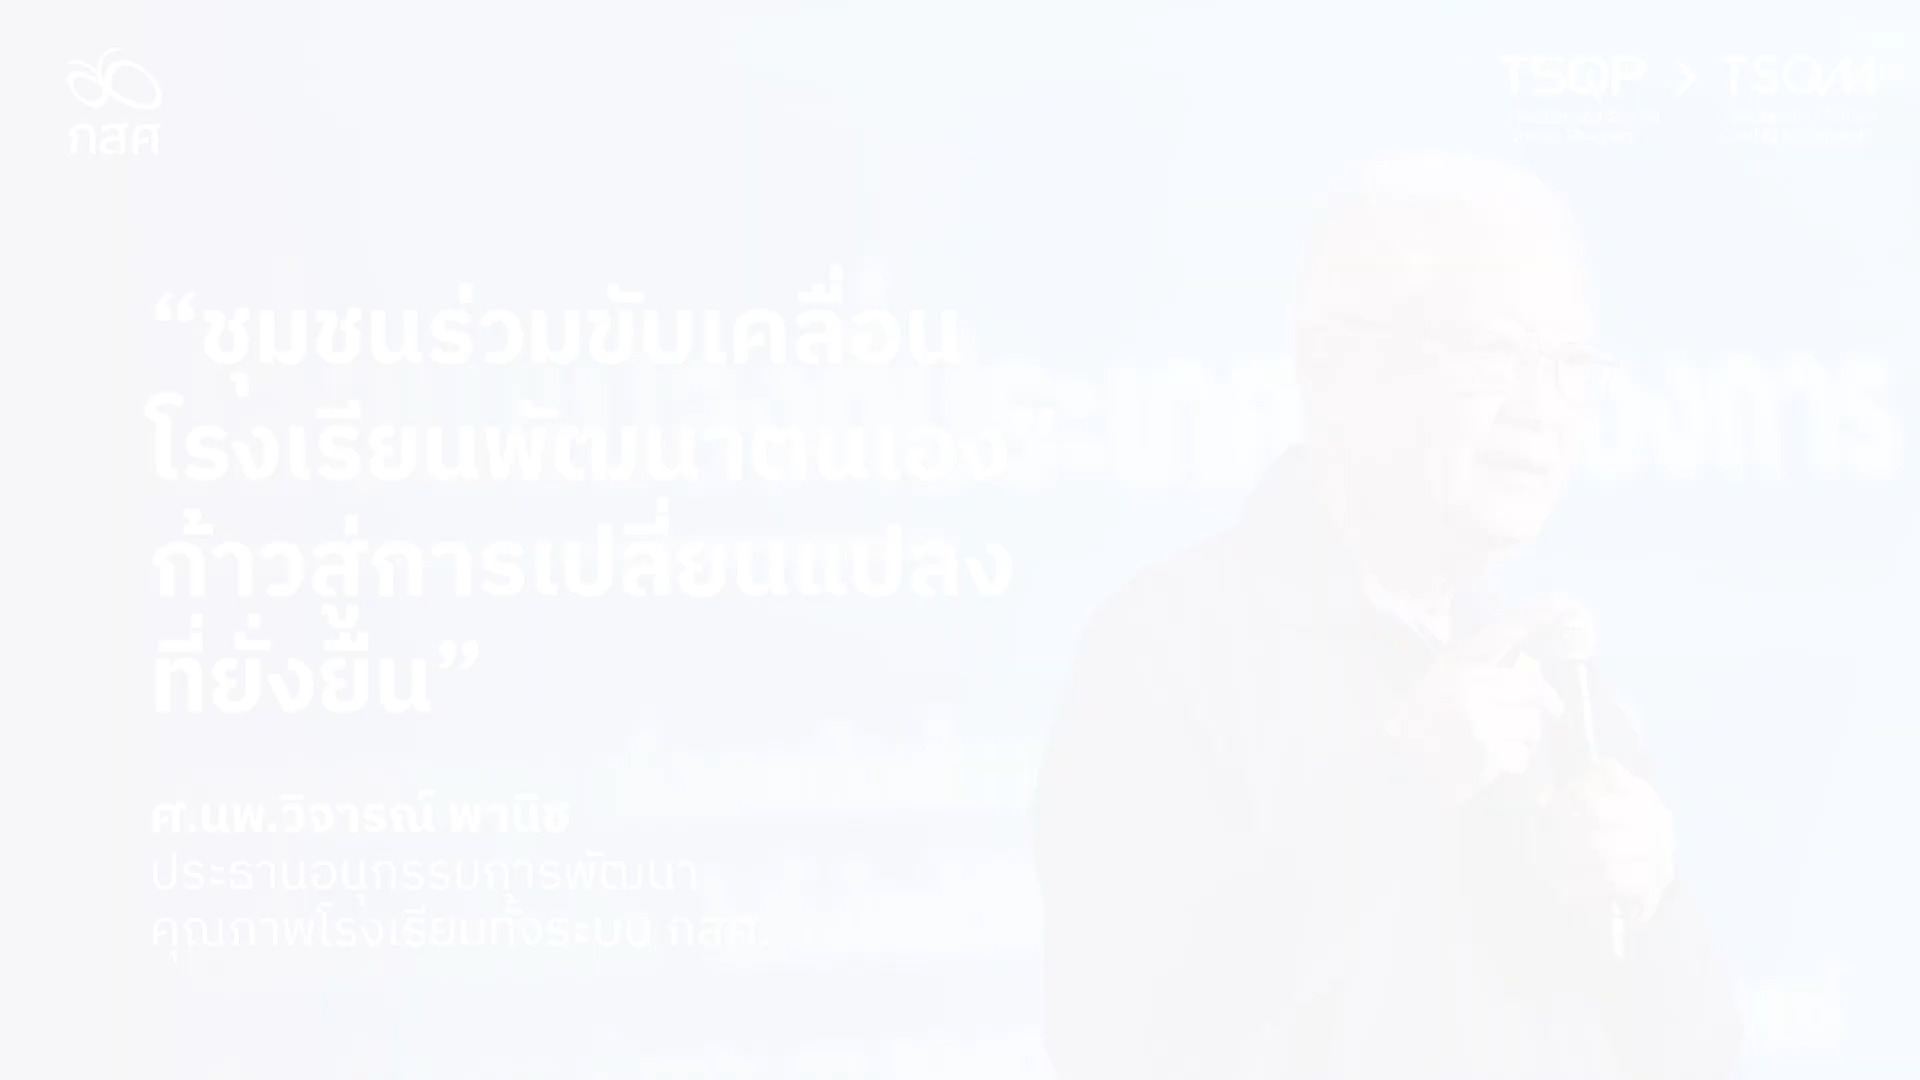 กสศ
TSQP > TSQM
“ชุมชนร่วมขับเคลื่อน
โรงเรียนพัฒนาตนเอง
ก้าวสู่การเปลี่ยนแปลง
ที่ยั่งยืน”
ศ.นพ.วิจารณ์ พานิช
ประธานอนุกรรมการพัฒนา
คุณภาพโรงเรียนทั้งระบบ กสศ.